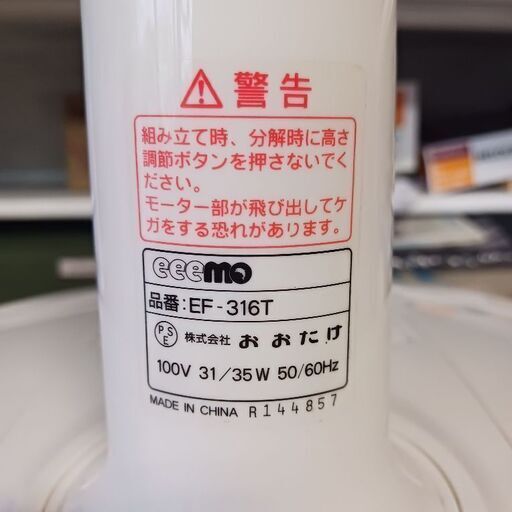 警告
組み立て時、分解時に高さ
調節ボタンを押さないでく
ださい。
モーター部が飛び出してケ
ガをする恐れがあります。
eeemo
品番:EF-316T
PSE 株式会社 おおたけ
100V 31/35W 50/60Hz
MADE IN CHINA R144857